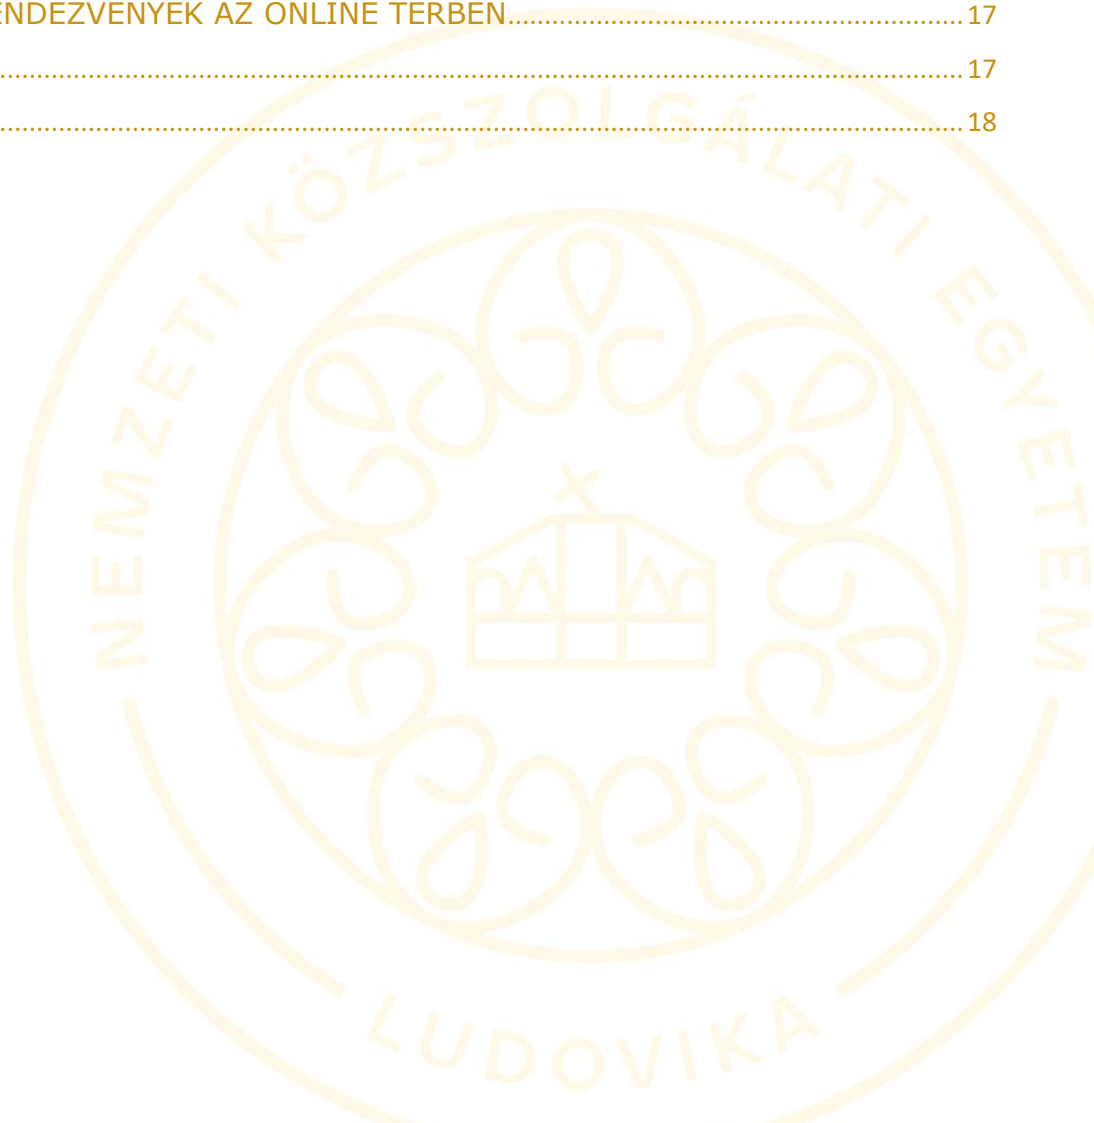 ENDEZVENYEK AZ ONLINE TERBEN........................................................................ 17
........................................................................ 17
........................................................................ 18
NEMZETI KÖZSZOLGÁLATI EGYETEM
LUDOVIKA